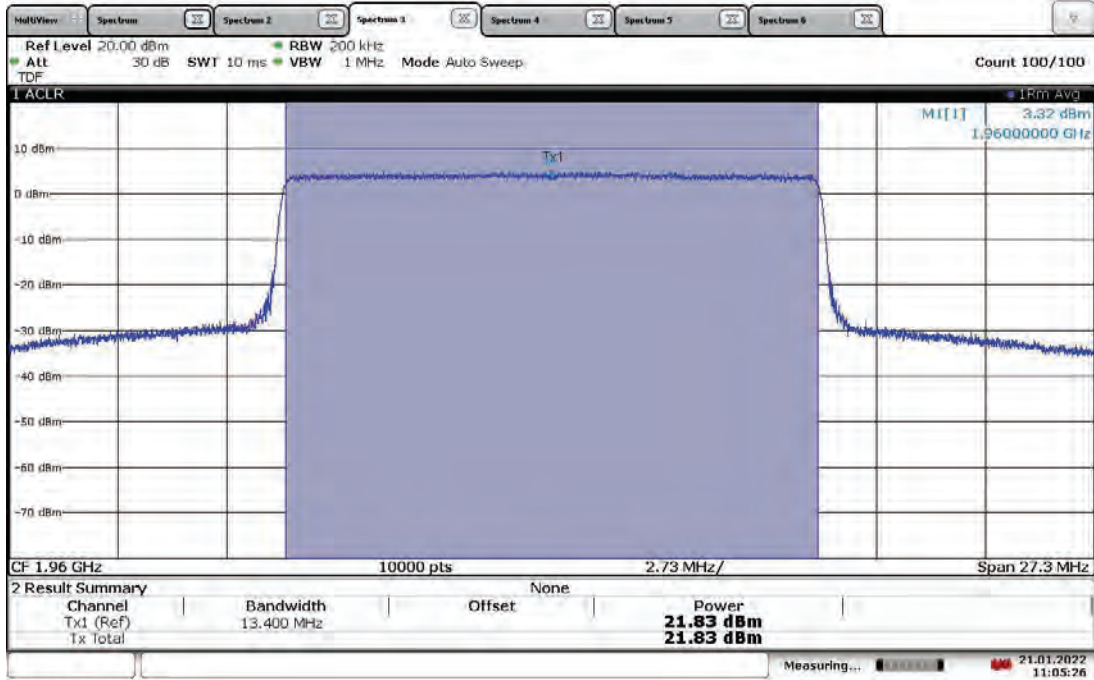 MultiView Spectrum Spectrum 2 Spectrum 3 Spectrum 4 Spectrum 5 Spectrum 6
Ref Level 20.00 dBm RBW 200 kHz
Att 30 dB SWT 10 ms VBW 1 MHz Mode Auto Sweep Count 100/100
TDF
1 ACLR 1Rm Avg
M1[1] 3.32 dBm
1.96000000 GHz
10 dBm
Tx1
0 dBm
-10 dBm
-20 dBm
-30 dBm
-40 dBm
-50 dBm
-60 dBm
-70 dBm
CF 1.96 GHz 10000 pts 2.73 MHz/ Span 27.3 MHz
2 Result Summary None
Channel Bandwidth Offset Power
Tx1 (Ref) 13.400 MHz 21.83 dBm
Tx Total 21.83 dBm
Measuring... 21.01.2022
11:05:26